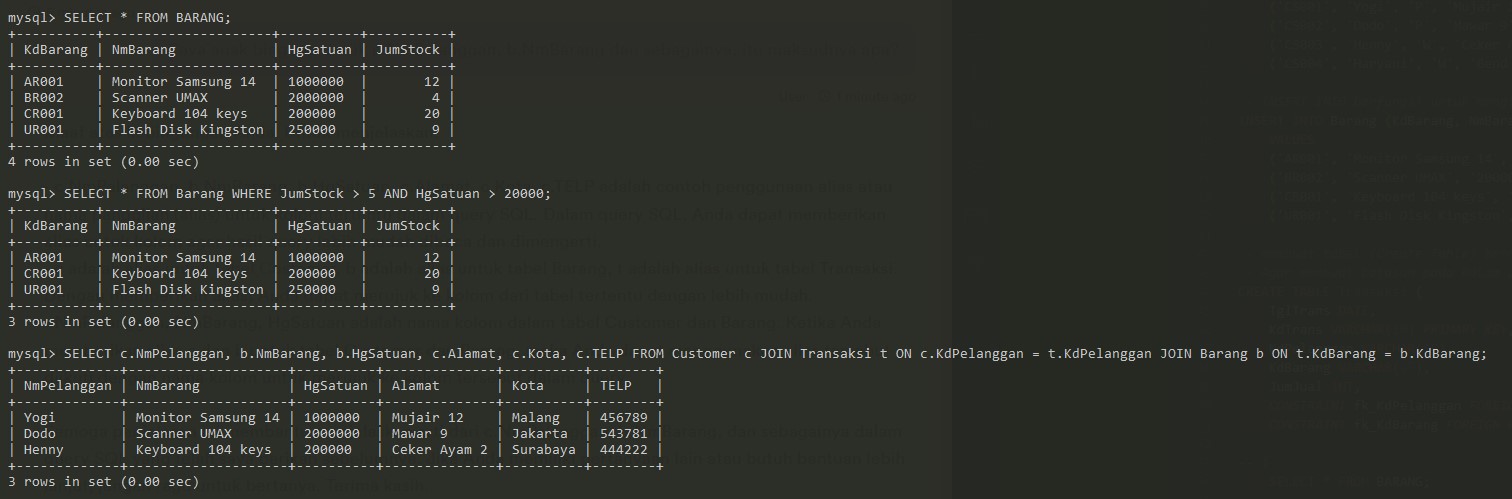 mysql> SELECT * FROM BARANG;
+----------+---------------------+----------+----------+
| KdBarang | NmBarang            | HgSatuan | JumStock |
+----------+---------------------+----------+----------+
| AR001    | Monitor Samsung 14  | 1000000  |       12 |
| BR002    | Scanner UMAX        | 2000000  |        4 |
| CR001    | Keyboard 104 keys   | 200000   |       20 |
| UR001    | Flash Disk Kingston | 250000   |        9 |
+----------+---------------------+----------+----------+
4 rows in set (0.00 sec)
mysql> SELECT * FROM Barang WHERE JumStock > 5 AND HgSatuan > 20000;
+----------+---------------------+----------+----------+
| KdBarang | NmBarang            | HgSatuan | JumStock |
+----------+---------------------+----------+----------+
| AR001    | Monitor Samsung 14  | 1000000  |       12 |
| CR001    | Keyboard 104 keys   | 200000   |       20 |
| UR001    | Flash Disk Kingston | 250000   |        9 |
+----------+---------------------+----------+----------+
3 rows in set (0.00 sec)
mysql> SELECT c.NmPelanggan, b.NmBarang, b.HgSatuan, c.Alamat, c.Kota, c.TELP FROM Customer c JOIN Transaksi t ON c.KdPelanggan = t.KdPelanggan JOIN Barang b ON t.KdBarang = b.KdBarang;
+-------------+--------------------+----------+--------------+----------+--------+
| NmPelanggan | NmBarang           | HgSatuan | Alamat       | Kota     | TELP   |
+-------------+--------------------+----------+--------------+----------+--------+
| Yogi        | Monitor Samsung 14 | 1000000  | Mujair 12    | Malang   | 456789 |
| Dodo        | Scanner UMAX       | 2000000  | Mawar 9      | Jakarta  | 543781 |
| Henny       | Keyboard 104 keys  | 200000   | Ceker Ayam 2 | Surabaya | 444222 |
+-------------+--------------------+----------+--------------+----------+--------+
3 rows in set (0.00 sec)